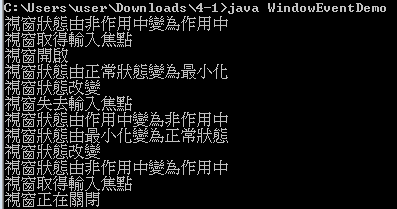 C:\Users\user\Downloads\4-1>java WindowEventDemo
視窗狀態由非作用中變為作用中
視窗取得輸入焦點
視窗開啟
視窗狀態由正常狀態變為最小化
視窗狀態改變
視窗失去輸入焦點
視窗狀態由作用中變為非作用中
視窗狀態由最小化變為正常狀態
視窗狀態改變
視窗狀態由非作用中變為作用中
視窗取得輸入焦點
視窗正在關閉